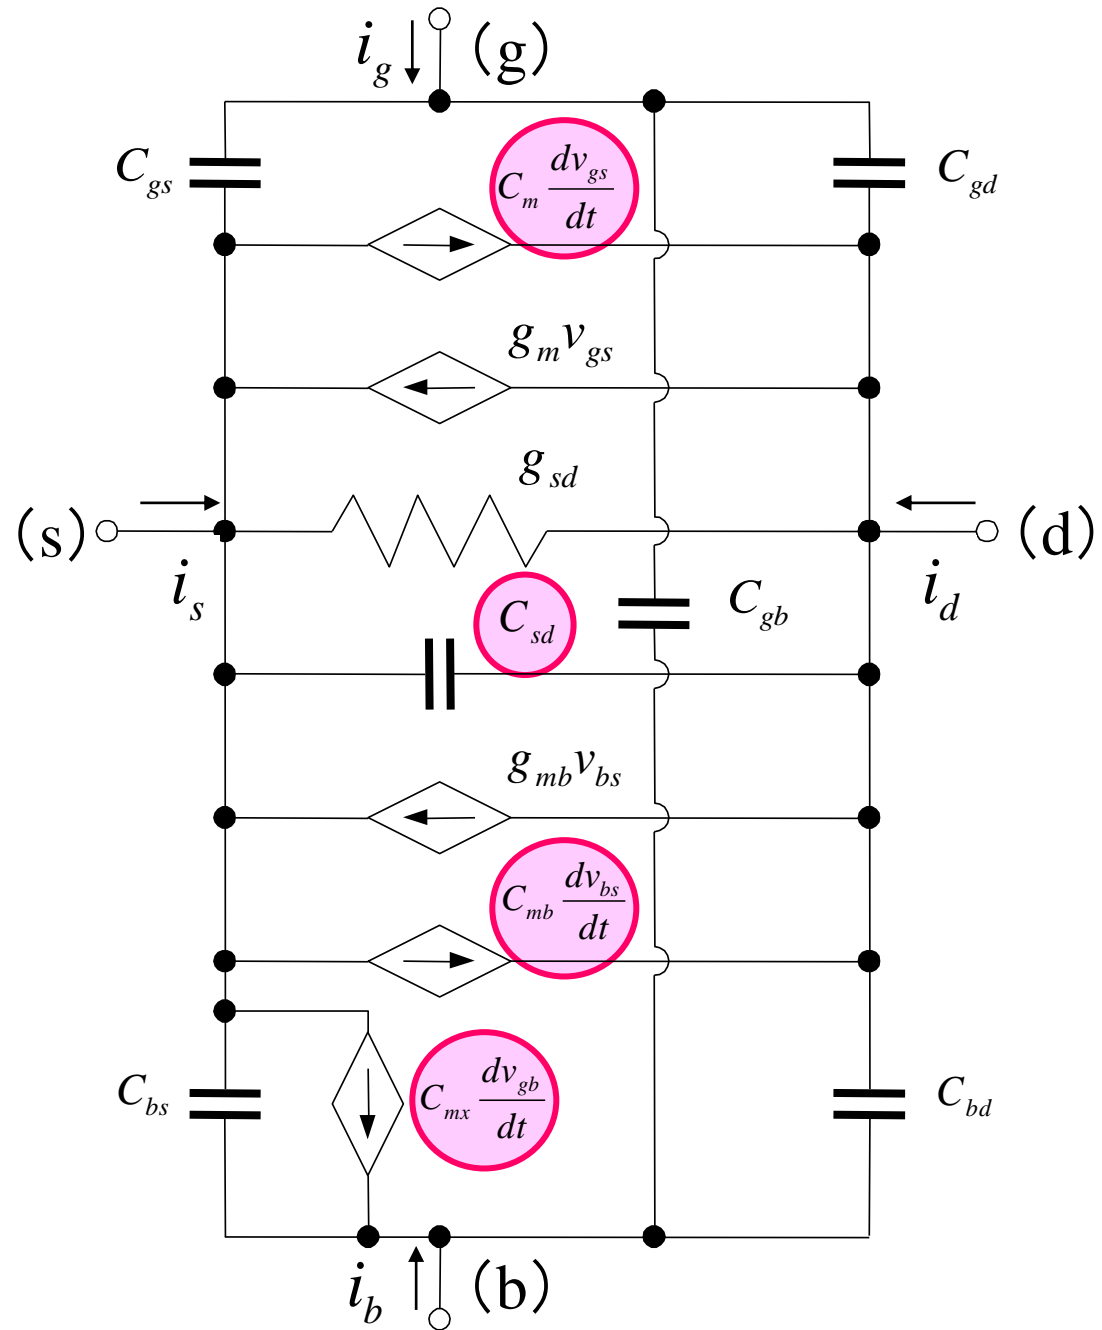 i_g (g)
C_gs
C_m dv_gs/dt
C_gd
g_m v_gs
g_sd
(s)
(d)
i_s
C_sd
C_gb
i_d
g_mb v_bs
C_mb dv_bs/dt
C_bs
C_mx dv_gb/dt
C_bd
i_b (b)